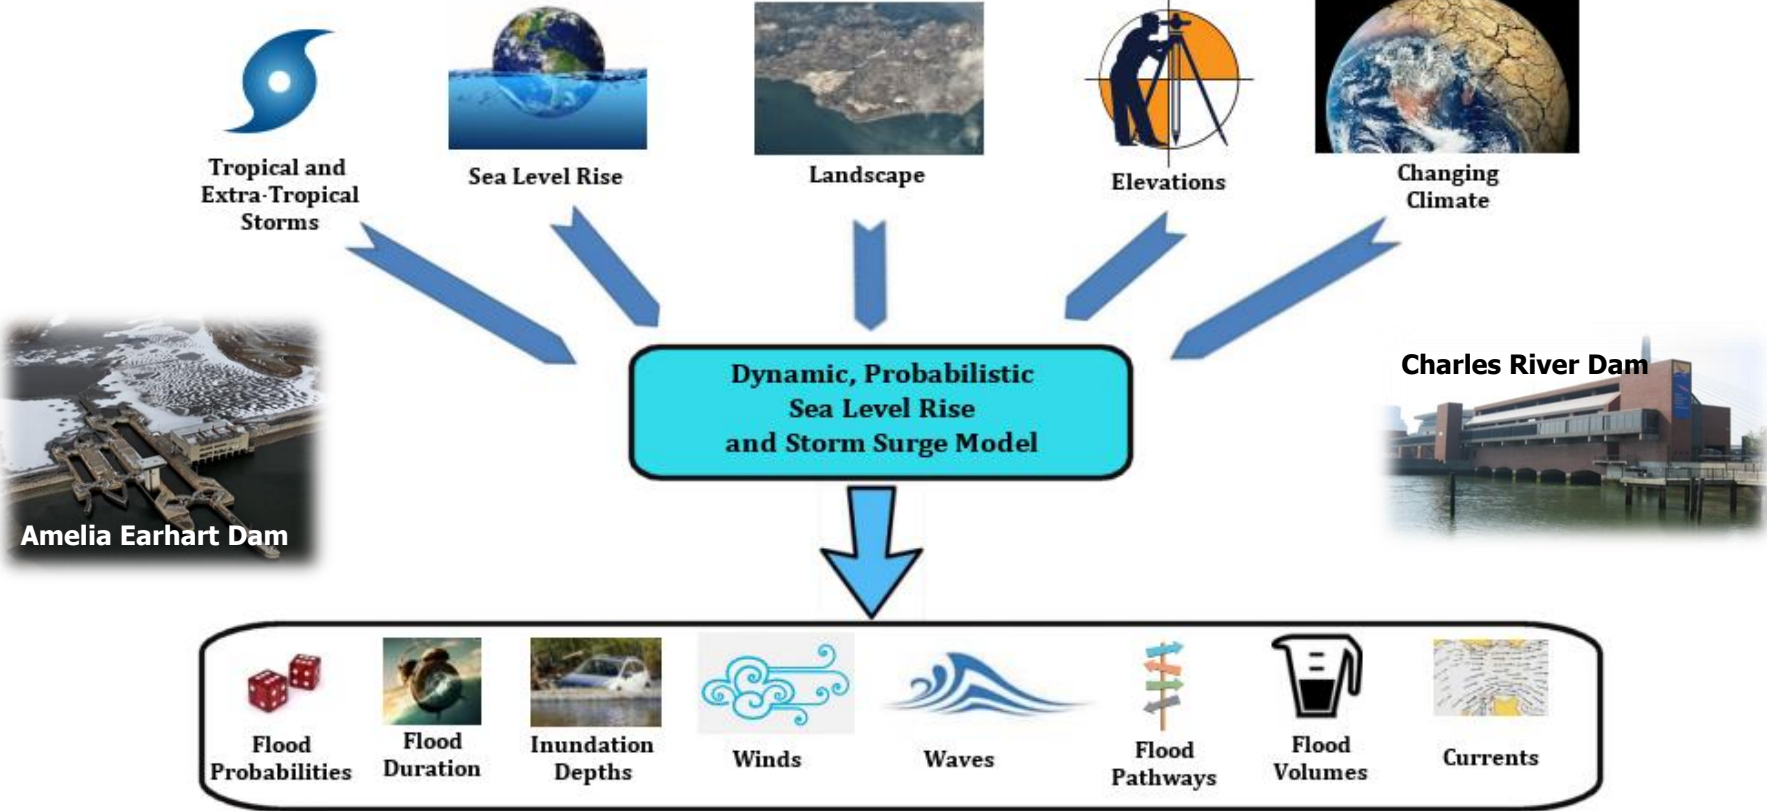 Tropical and
Extra-Tropical
Storms
Sea Level Rise
Landscape
Elevations
Changing
Climate
Amelia Earhart Dam
Dynamic, Probabilistic
Sea Level Rise
and Storm Surge Model
Charles River Dam
Flood
Probabilities
Flood
Duration
Inundation
Depths
Winds
Waves
Flood
Pathways
Flood
Volumes
Currents